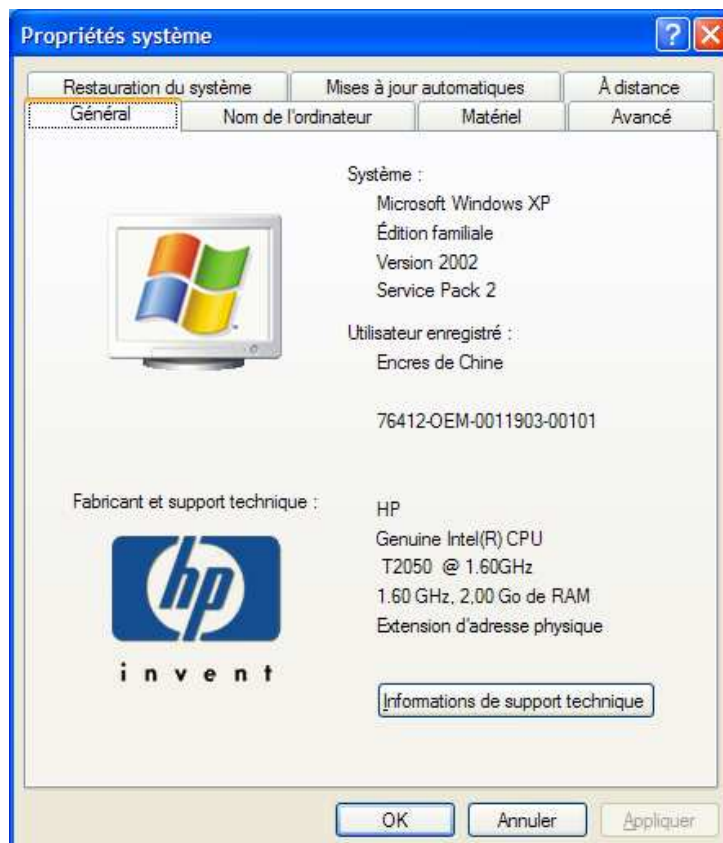 Propriétés système
Restauration du système
Mises à jour automatiques
À distance
Général
Nom de l'ordinateur
Matériel
Avancé
Système :
Microsoft Windows XP
Édition familiale
Version 2002
Service Pack 2
Utilisateur enregistré :
Encres de Chine
76412-OEM-0011903-00101
Fabricant et support technique :
HP
Genuine Intel(R) CPU
T2050 @ 1.60GHz
1.60 GHz, 2,00 Go de RAM
Extension d'adresse physique
hp
invent
Informations de support technique
OK
Annuler
Appliquer